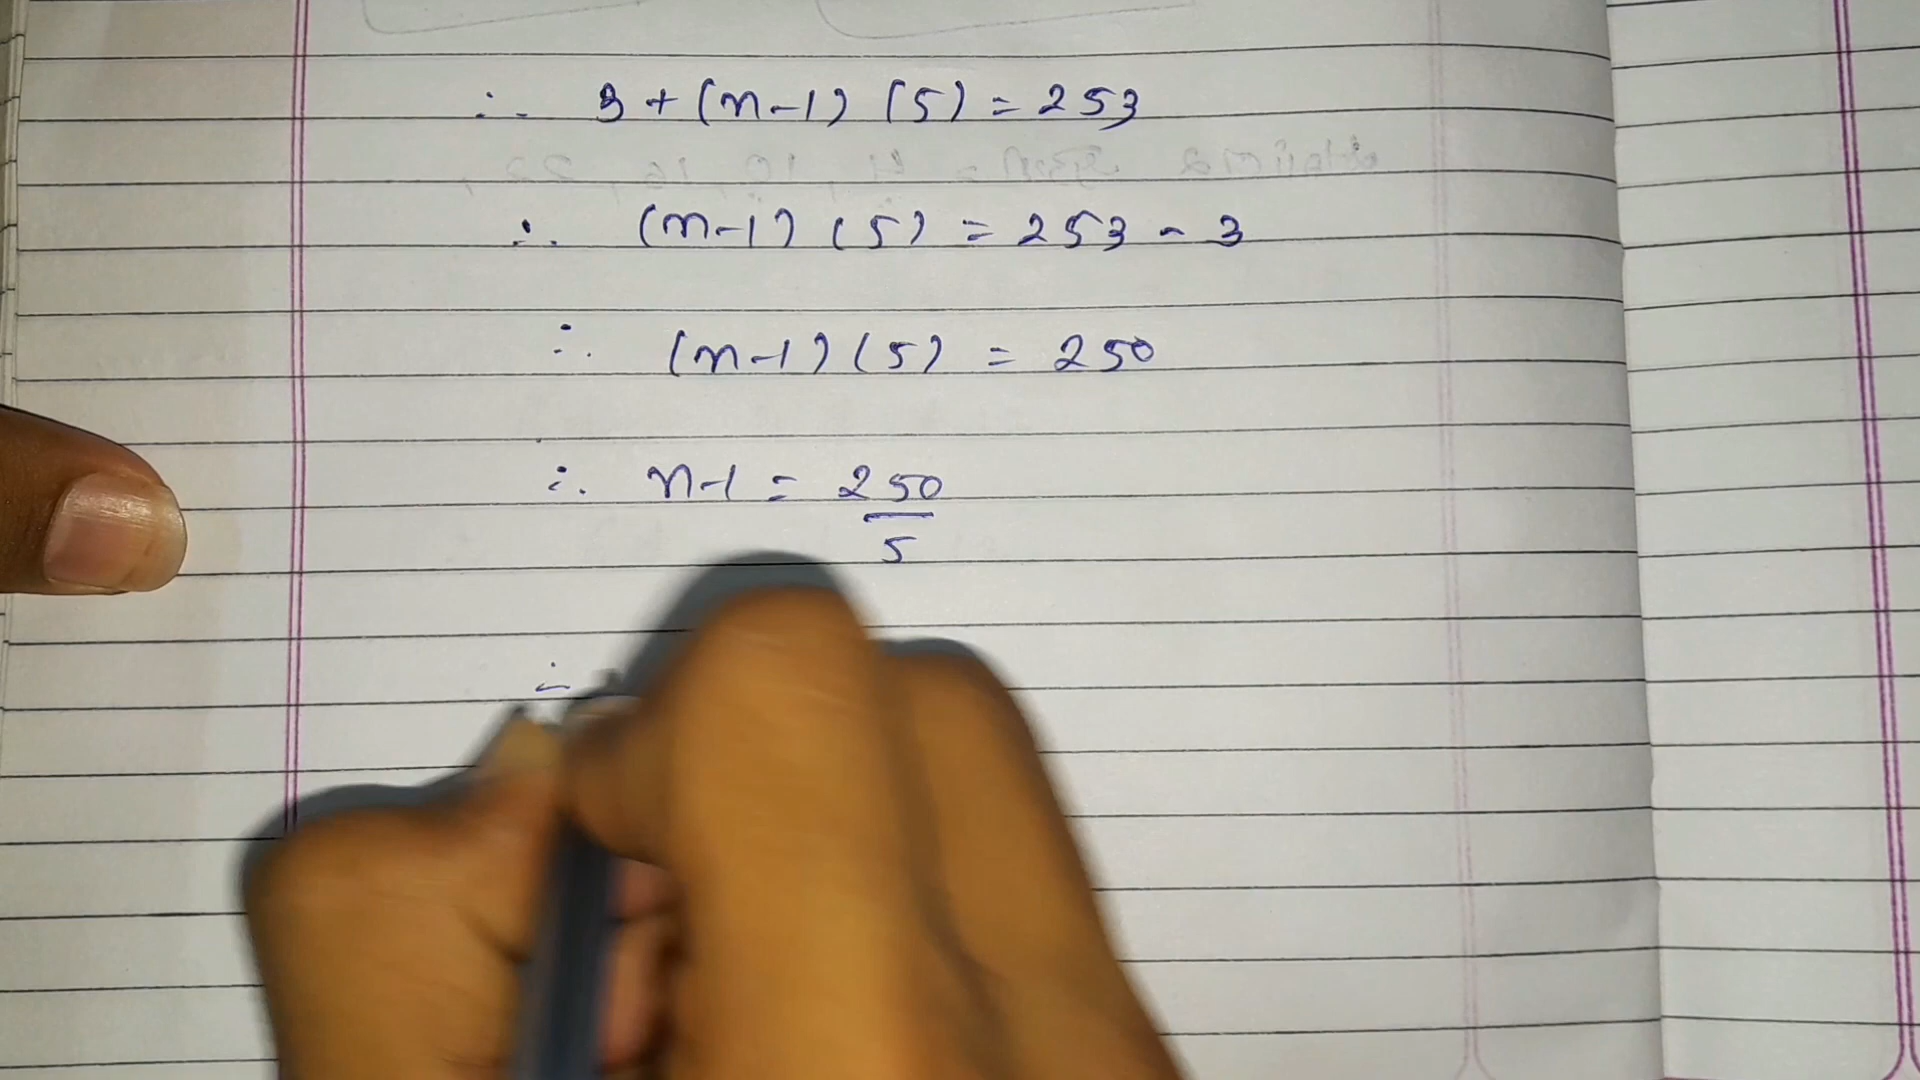 ∴ 3 + (n-1) (5) = 253
∴ (n-1) (5) = 253 - 3
∴ (n-1) (5) = 250
∴ n-1 = 250
5
∴